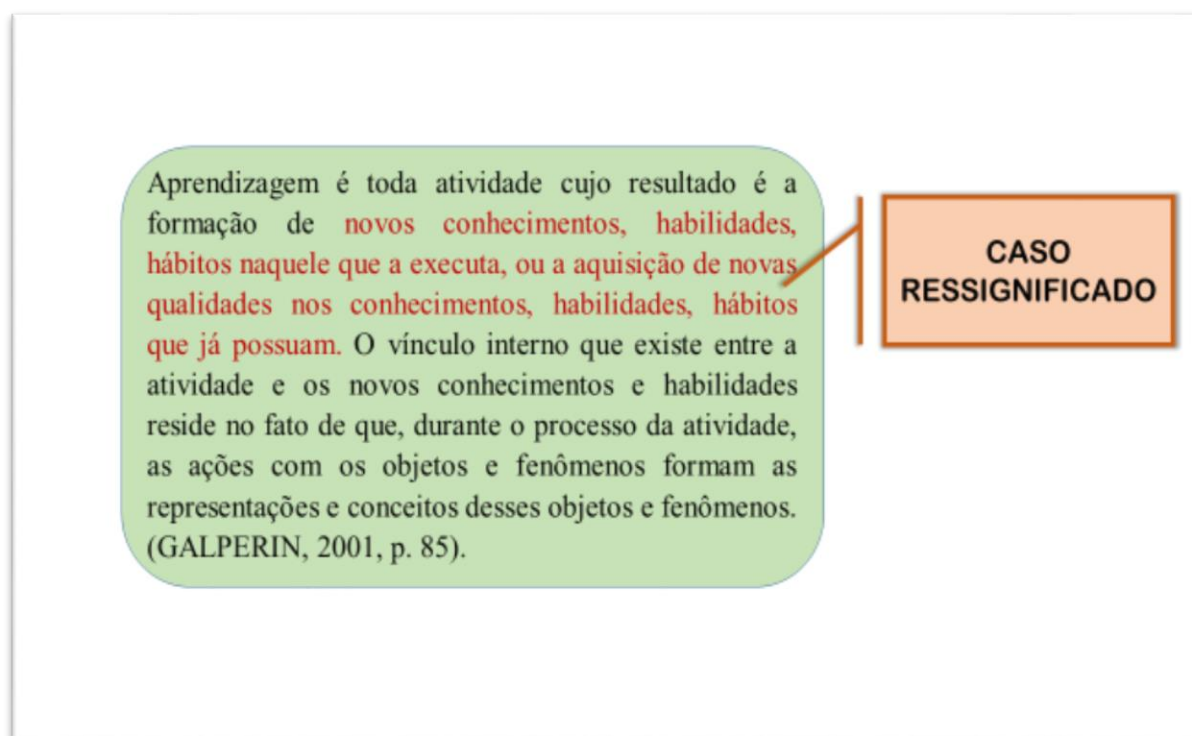 Aprendizagem é toda atividade cujo resultado é a
formação de novos conhecimentos, habilidades,
hábitos naquele que a executa, ou a aquisição de novas
qualidades nos conhecimentos, habilidades, hábitos
que já possuam. O vínculo interno que existe entre a
atividade e os novos conhecimentos e habilidades
reside no fato de que, durante o processo da atividade,
as ações com os objetos e fenômenos formam as
representações e conceitos desses objetos e fenômenos.
(GALPERIN, 2001, p. 85).
CASO
RESSIGNIFICADO